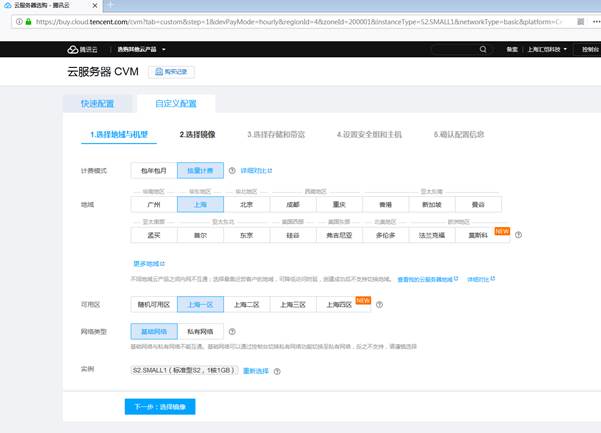 云服务器选购 - 腾讯云
https://buy.cloud.tencent.com/cvm?tab=custom&step=1&devPayMode=hourly&regionId=4&zoneId=200001&instanceType=S2.SMALL1&networkType=basic&platform=C
腾讯云 选购其他云产品 备案 上海汇恺科技 控制台
云服务器 CVM 购买记录
快速配置 自定义配置
1.选择地域与机型 2.选择镜像 3.选择存储和带宽 4.设置安全组和主机 5.确认配置信息
计费模式 包年包月 按量计费 详细对比
华南地区 华东地区 华北地区 西南地区 亚太东南
地域 广州 上海 北京 成都 重庆 香港 新加坡 曼谷
亚太南部 亚太东北 美国西部 美国东部 北美地区 欧洲地区
孟买 首尔 东京 硅谷 弗吉尼亚 多伦多 法兰克福 莫斯科 NEW
更多地域
不同地域云产品之间内网不互通；选择最靠近您客户的地域，可降低访问时延，创建成功后不支持切换地域。 查看我的云服务器地域 详细对比
可用区 随机可用区 上海一区 上海二区 上海三区 上海四区 NEW
网络类型 基础网络 私有网络
基础网络与私有网络不能互通。基础网络可以通过控制台切换私有网络功能切换至私有网络，反之不支持，请谨慎选择
实例 S2.SMALL1（标准型S2，1核1GB） 重新选择
下一步：选择镜像